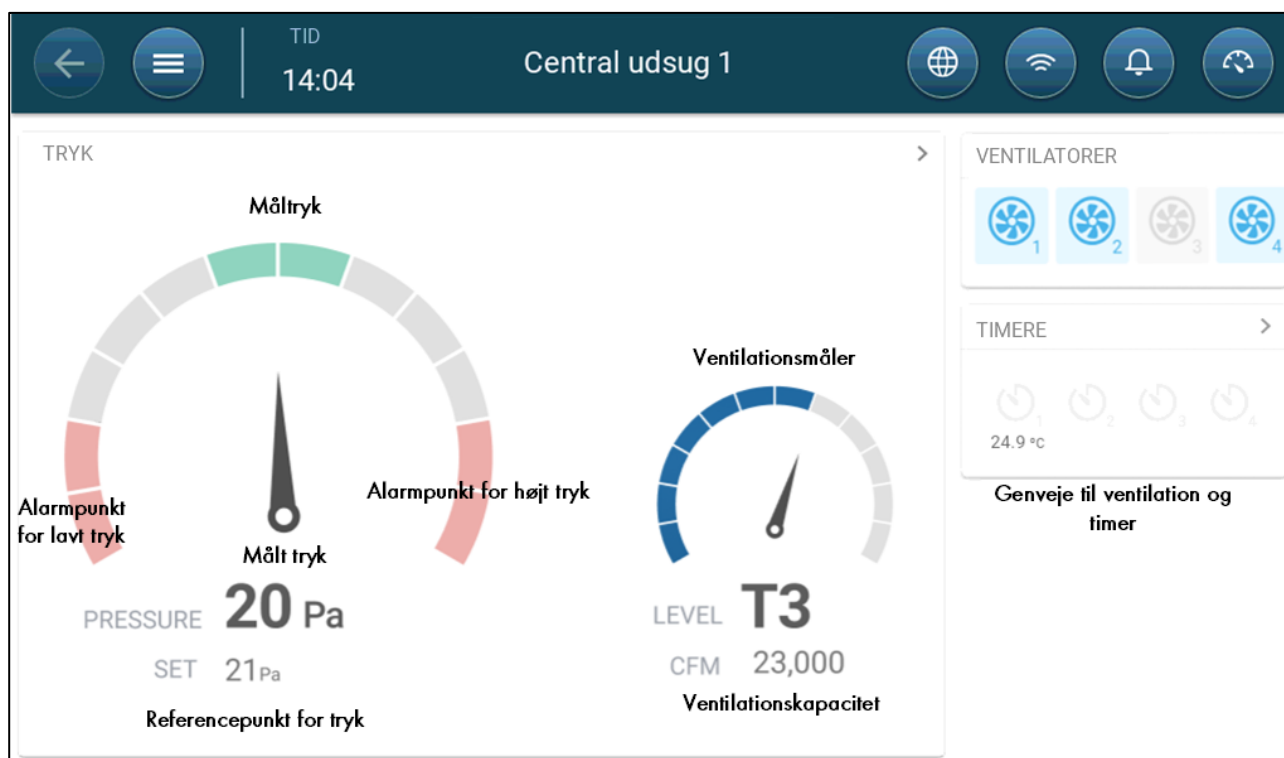 TID
14:04
Central udsug 1
TRYK
Måltryk
Alarmpunkt
for lavt tryk
Alarmpunkt for højt tryk
Målt tryk
PRESSURE 20 Pa
SET 21Pa
Referencepunkt for tryk
Ventilationsmåler
LEVEL T3
CFM 23,000
Ventilationskapacitet
VENTILATORER
1 2 3 4
TIMERE
1 2 3 4
24.9 °C
Genveje til ventilation og
timer